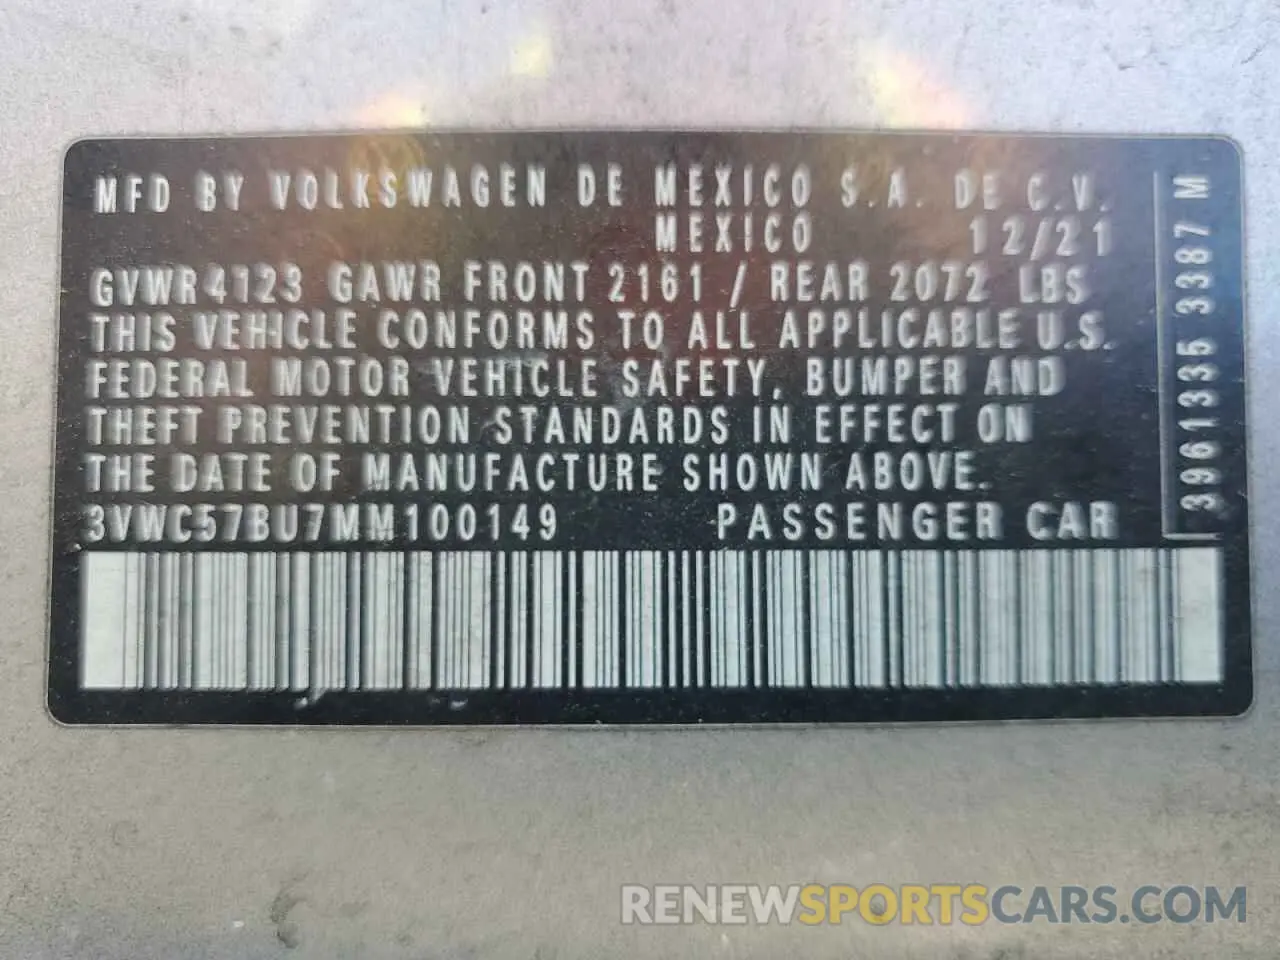 MFD BY VOLKSWAGEN DE MEXICO S.A. DE C.V.
MEXICO 12/21
GVWR 4123 GAWR FRONT 2161 / REAR 2072 LBS
THIS VEHICLE CONFORMS TO ALL APPLICABLE U.S.
FEDERAL MOTOR VEHICLE SAFETY, BUMPER AND
THEFT PREVENTION STANDARDS IN EFFECT ON
THE DATE OF MANUFACTURE SHOWN ABOVE.
3VWC57BU7MM100149 PASSENGER CAR
3961335 3387 M
RENEWSPORTSCARS.COM